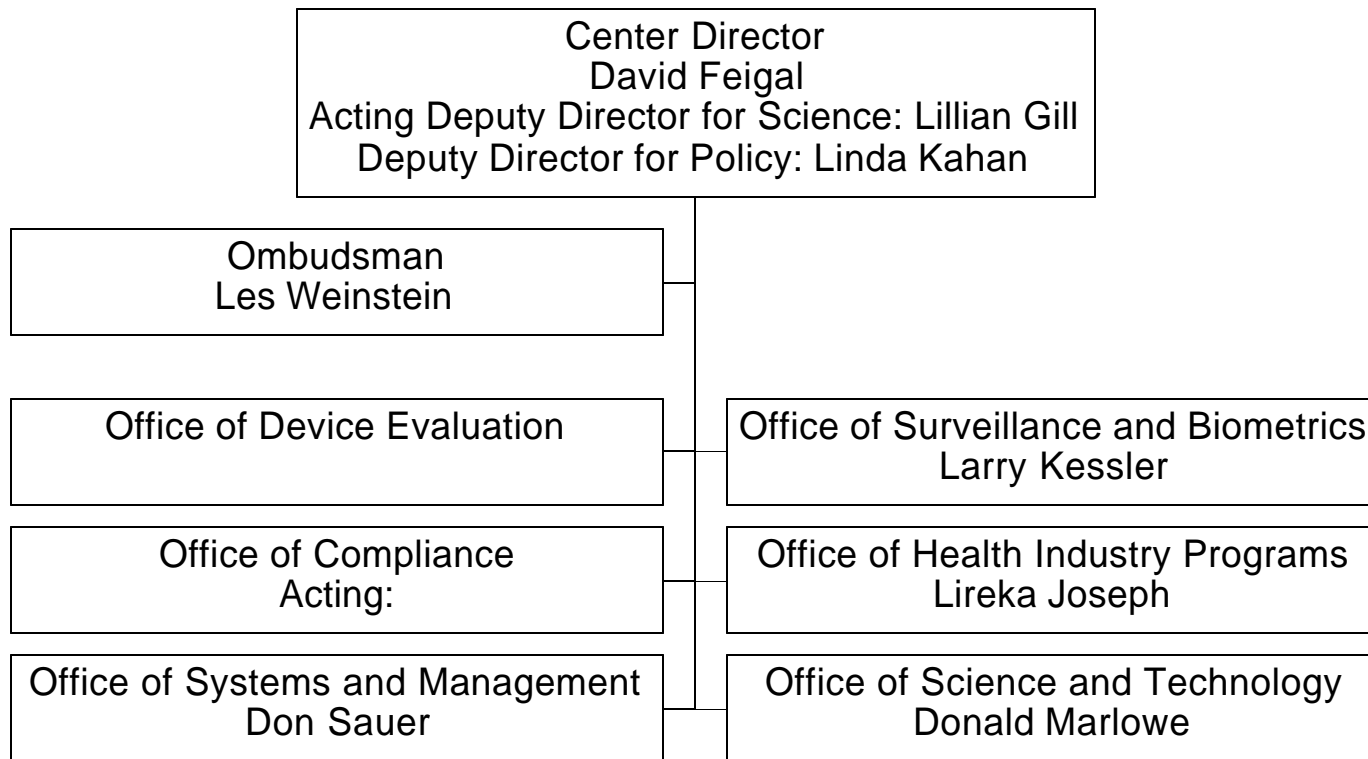 Center Director
David Feigal
Acting Deputy Director for Science: Lillian Gill
Deputy Director for Policy: Linda Kahan
Ombudsman
Les Weinstein
Office of Device Evaluation
Office of Surveillance and Biometrics
Larry Kessler
Office of Compliance
Acting:
Office of Health Industry Programs
Lireka Joseph
Office of Systems and Management
Don Sauer
Office of Science and Technology
Donald Marlowe